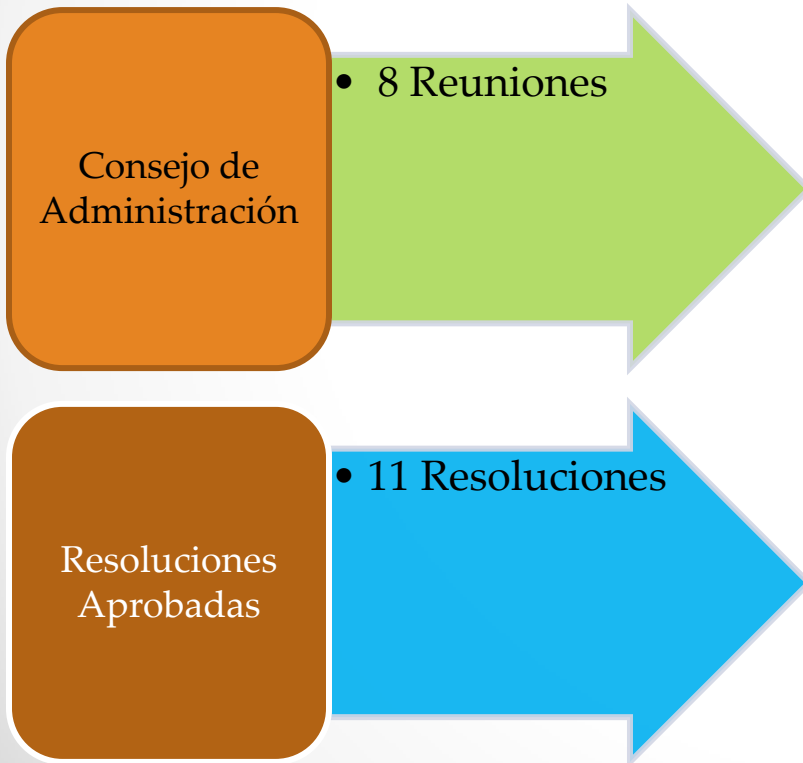 Consejo de
Administración
• 8 Reuniones
Resoluciones
Aprobadas
• 11 Resoluciones